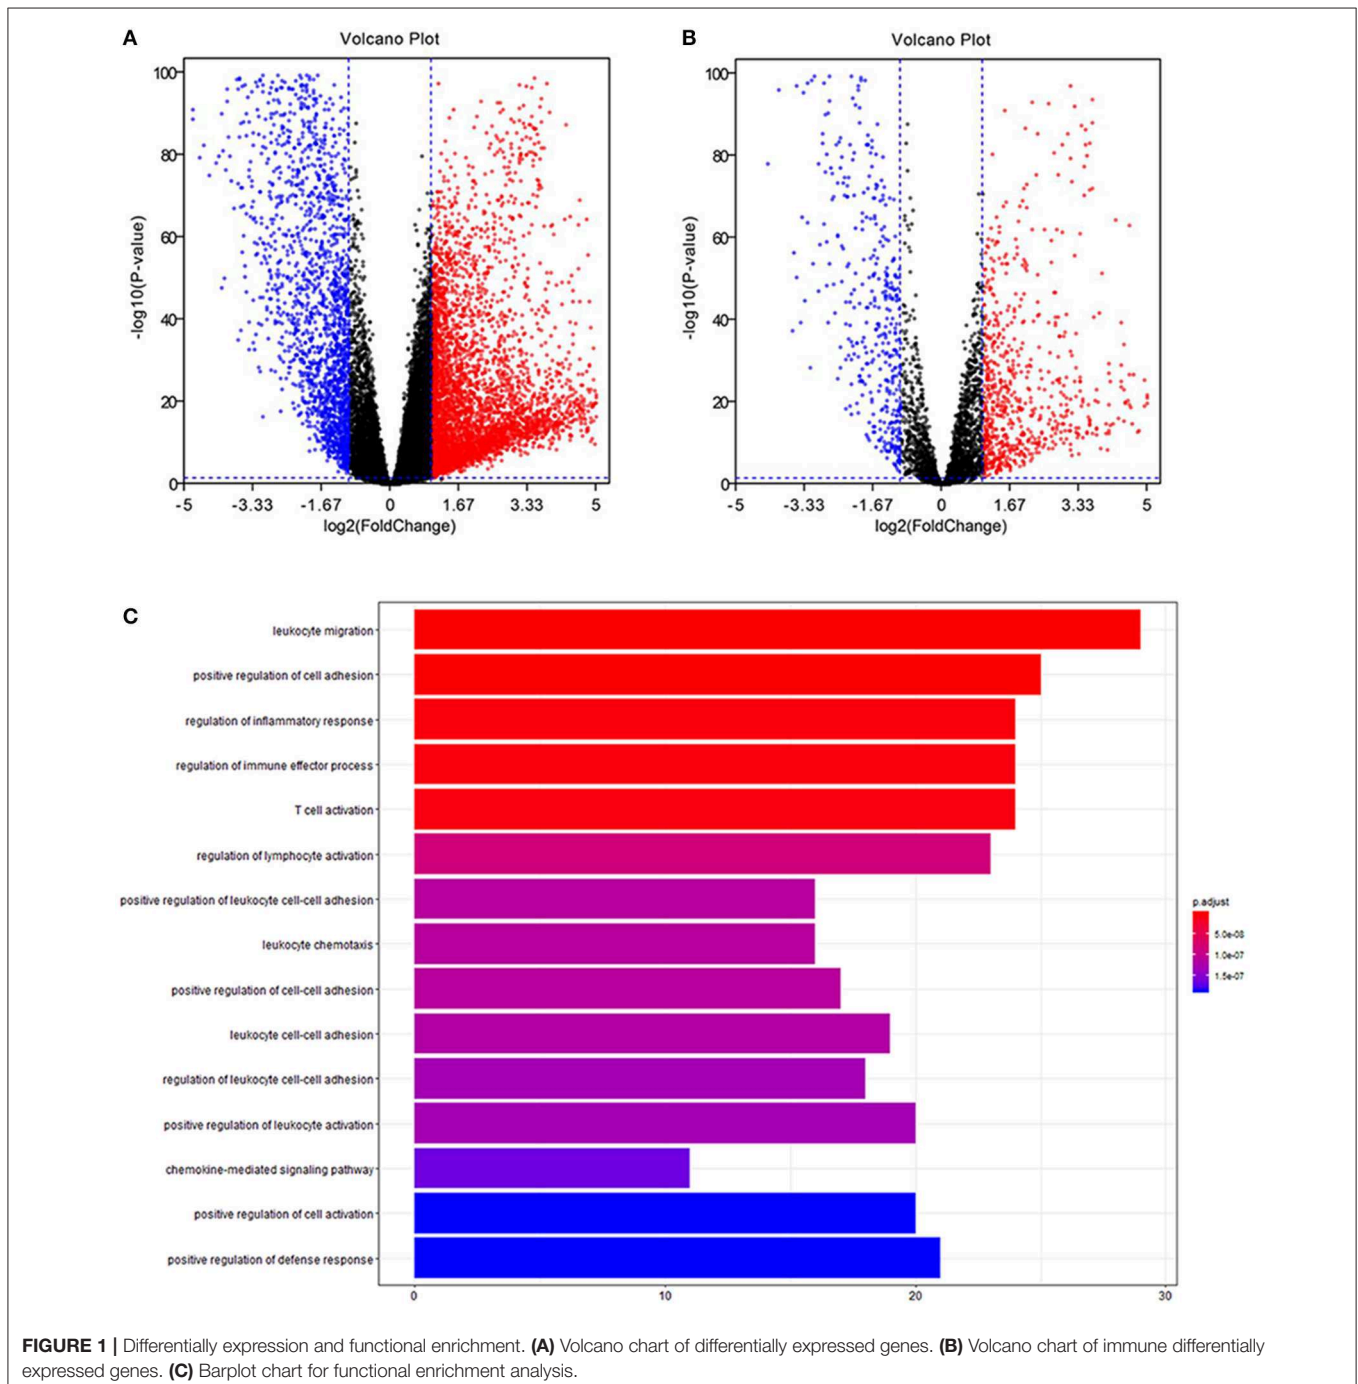 A
Volcano Plot
100
80
60
40
20
0
-log10(P-value)
-5 -3.33 -1.67 0 1.67 3.33 5
log2(FoldChange)
B
Volcano Plot
100
80
60
40
20
0
-log10(P-value)
-5 -3.33 -1.67 0 1.67 3.33 5
log2(FoldChange)
C
leukocyte migration
positive regulation of cell adhesion
regulation of inflammatory response
regulation of immune effector process
T cell activation
regulation of lymphocyte activation
positive regulation of leukocyte cell-cell adhesion
leukocyte chemotaxis
positive regulation of cell-cell adhesion
leukocyte cell-cell adhesion
regulation of leukocyte cell-cell adhesion
positive regulation of leukocyte activation
chemokine-mediated signaling pathway
positive regulation of cell activation
positive regulation of defense response
0 10 20 30
p.adjust
5.0e-08
1.0e-07
1.5e-07
FIGURE 1 | Differentially expression and functional enrichment. (A) Volcano chart of differentially expressed genes. (B) Volcano chart of immune differentially
expressed genes. (C) Barplot chart for functional enrichment analysis.